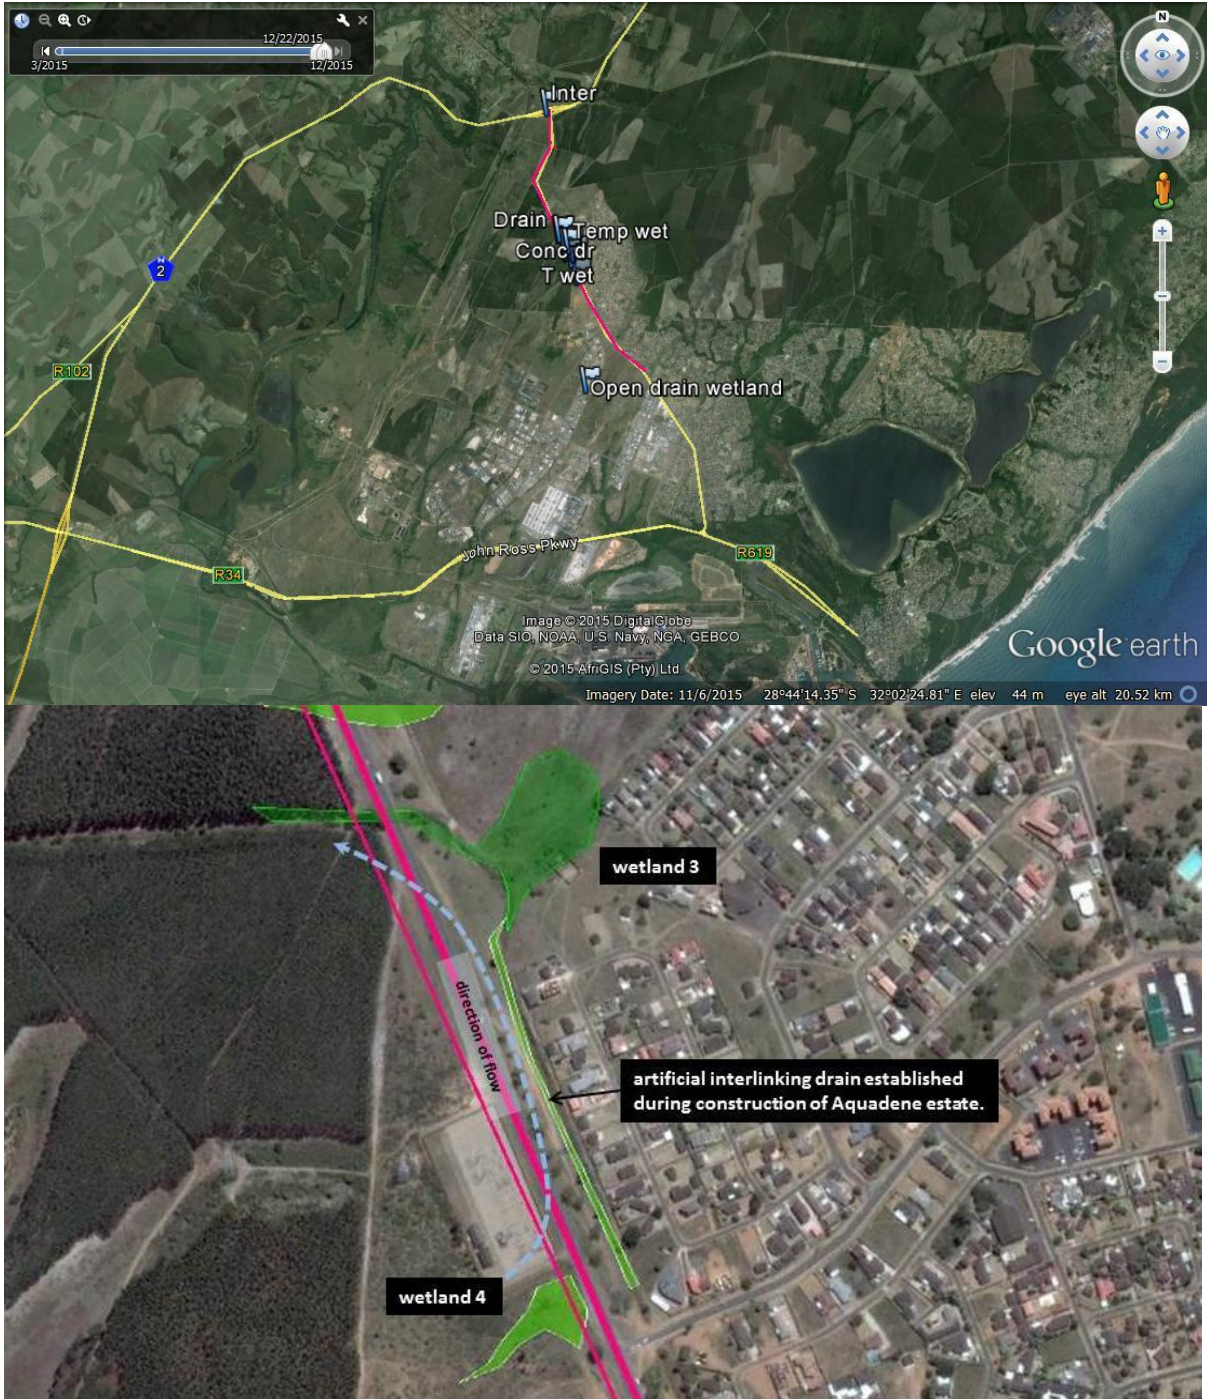 12/22/2015
3/2015
12/2015
N
Inter
Drain
Temp wet
Conc dr
T wet
N
2
R102
Open drain wetland
John Ross Pkwy
R619
R34
Image © 2015 DigitalGlobe
Data SIO, NOAA, U.S. Navy, NGA, GEBCO
© 2015 AfriGIS (Pty) Ltd.
Google earth
Imagery Date: 11/6/2015 28°44'14.35" S 32°02'24.81" E elev 44 m eye alt 20.52 km
wetland 3
direction of flow
artificial interlinking drain established
during construction of Aquadene estate.
wetland 4